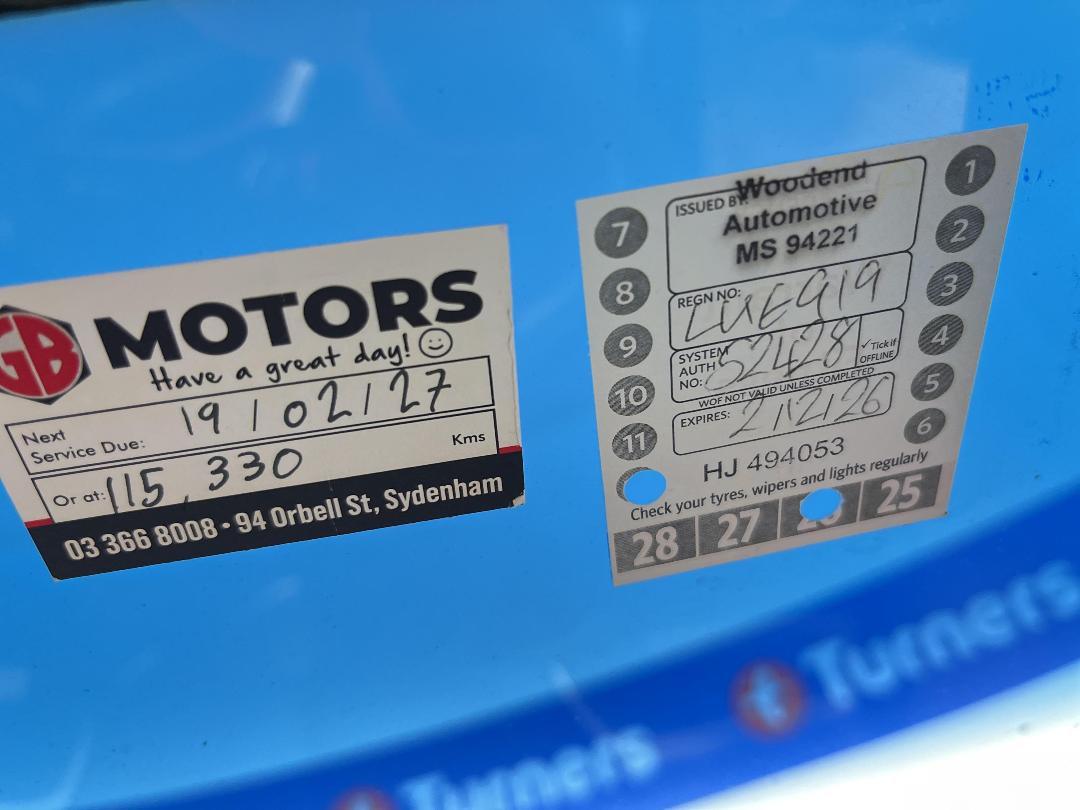 GB MOTORS
Have a great day!
Next
Service Due: 19/02/27
Or at: 115,330 Kms
03 366 8008 • 94 Orbell St, Sydenham
7
8
9
10
11
ISSUED BY:
Woodend
Automotive
MS 94221
REGN NO:
SYSTEM
AUTH
NO: 52428
✓Tick if
OFFLINE
WOF NOT VALID UNLESS COMPLETED
EXPIRES: 2/12/26
HJ 494053
Check your tyres, wipers and lights regularly
28 27 25
1
2
3
4
5
6
t Turners
Turners